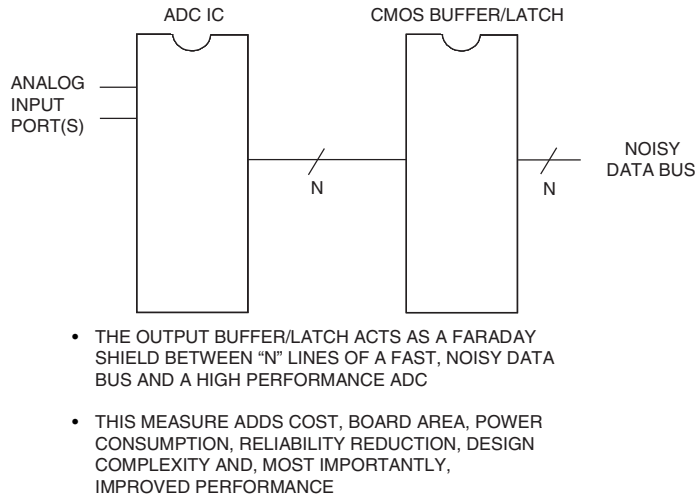 ADC IC
CMOS BUFFER/LATCH
ANALOG
INPUT
PORT(S)
N
N
NOISY
DATA BUS
• THE OUTPUT BUFFER/LATCH ACTS AS A FARADAY
SHIELD BETWEEN “N” LINES OF A FAST, NOISY DATA
BUS AND A HIGH PERFORMANCE ADC
• THIS MEASURE ADDS COST, BOARD AREA, POWER
CONSUMPTION, RELIABILITY REDUCTION, DESIGN
COMPLEXITY AND, MOST IMPORTANTLY,
IMPROVED PERFORMANCE